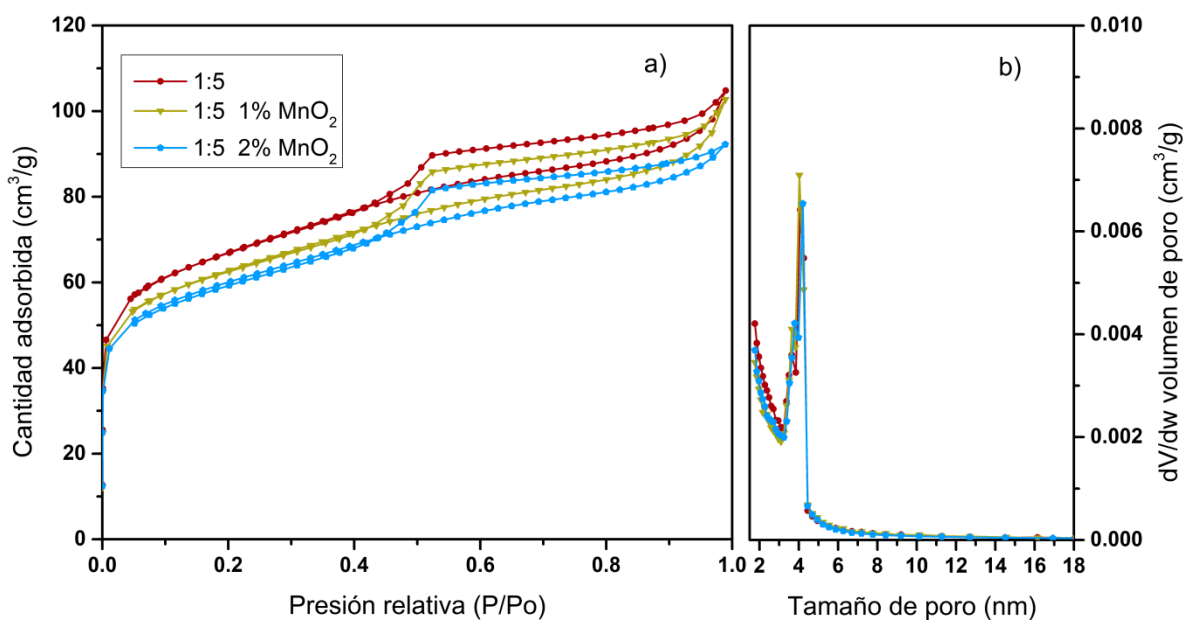 120
100
80
60
40
20
0
0.0 0.2 0.4 0.6 0.8 1.0
Cantidad adsorbida (cm³/g)
Presión relativa (P/Po)
1:5
1:5 1% MnO₂
1:5 2% MnO₂
a)
b)
0.010
0.008
0.006
0.004
0.002
0.000
2 4 6 8 10 12 14 16 18
dV/dw volumen de poro (cm³/g)
Tamaño de poro (nm)